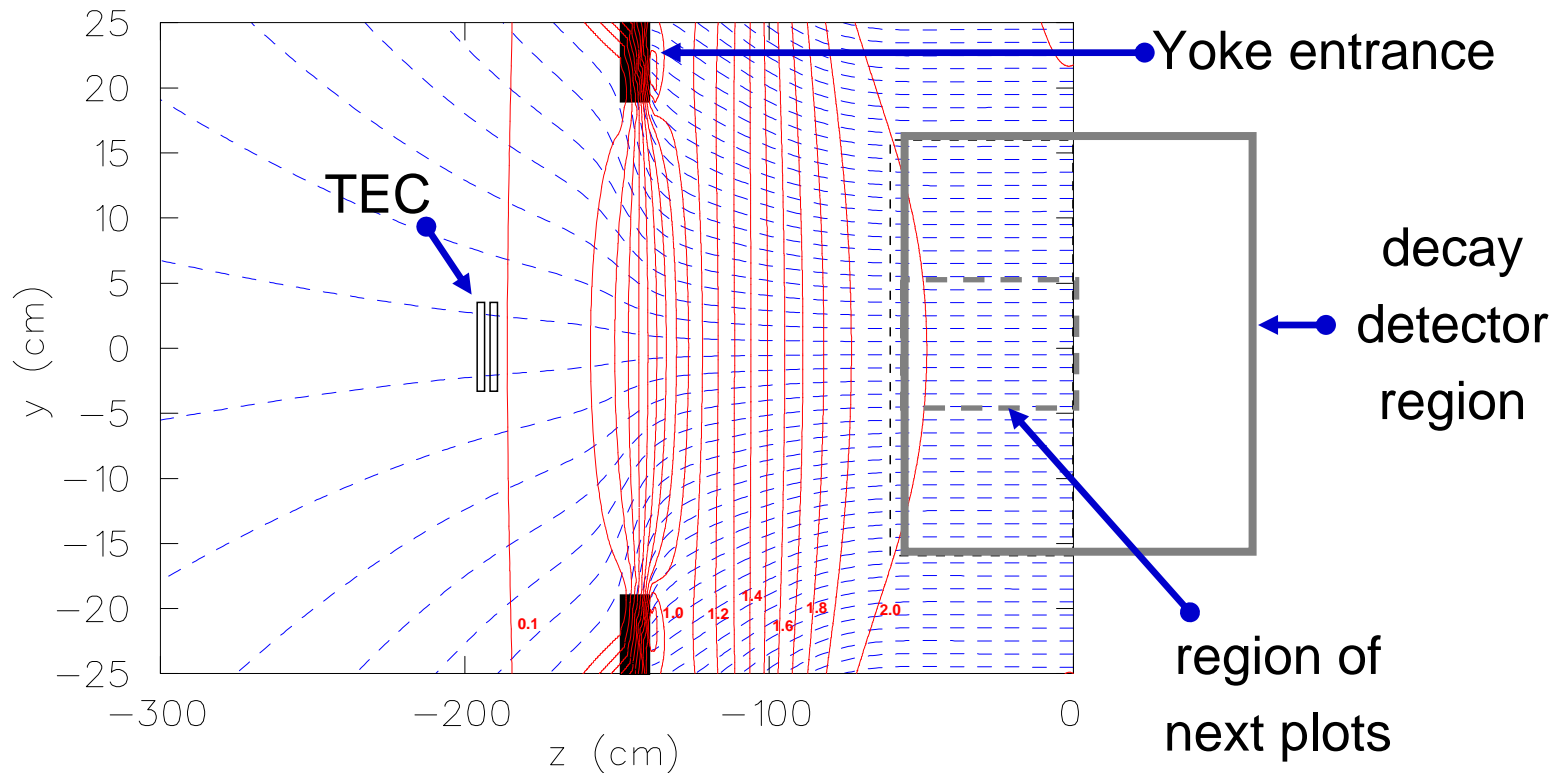 25
20
15
10
5
0
−5
−10
−15
−20
−25
y (cm)
−300
−200
−100
0
z (cm)
TEC
Yoke entrance
decay
detector
region
region of
next plots
0.1
1.0
1.2
1.4
1.6
1.8
2.0